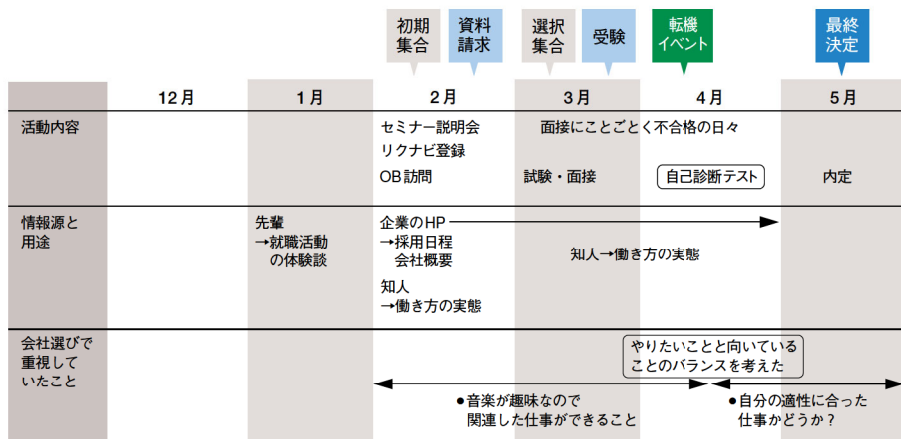 初期
集合
資料
請求
選択
集合
受験
転機
イベント
最終
決定
12月
1月
2月
3月
4月
5月
活動内容
セミナー説明会
リクナビ登録
OB訪問
面接にことごとく不合格の日々
試験・面接
自己診断テスト
内定
情報源と
用途
先輩
→就職活動
の体験談
企業のHP
→採用日程
会社概要
知人
→働き方の実態
知人→働き方の実態
会社選びで
重視して
いたこと
やりたいことと向いている
ことのバランスを考えた
●音楽が趣味なので
関連した仕事ができること
●自分の適性に合った
仕事かどうか?